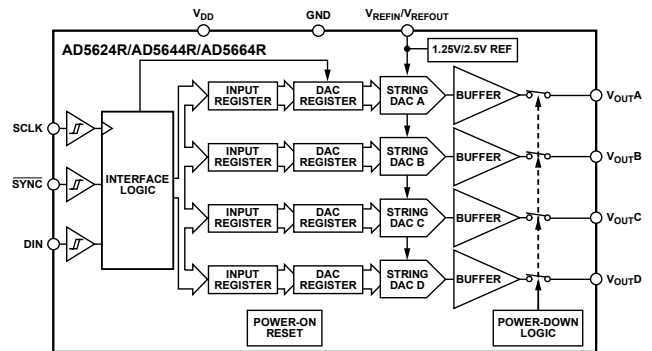 VDD
GND
VREFIN/VREFOUT
AD5624R/AD5644R/AD5664R
1.25V/2.5V REF
SCLK
SYNC
DIN
INTERFACE
LOGIC
INPUT
REGISTER
DAC
REGISTER
STRING
DAC A
BUFFER
VOUTA
INPUT
REGISTER
DAC
REGISTER
STRING
DAC B
BUFFER
VOUTB
INPUT
REGISTER
DAC
REGISTER
STRING
DAC C
BUFFER
VOUTC
INPUT
REGISTER
DAC
REGISTER
STRING
DAC D
BUFFER
VOUTD
POWER-ON
RESET
POWER-DOWN
LOGIC